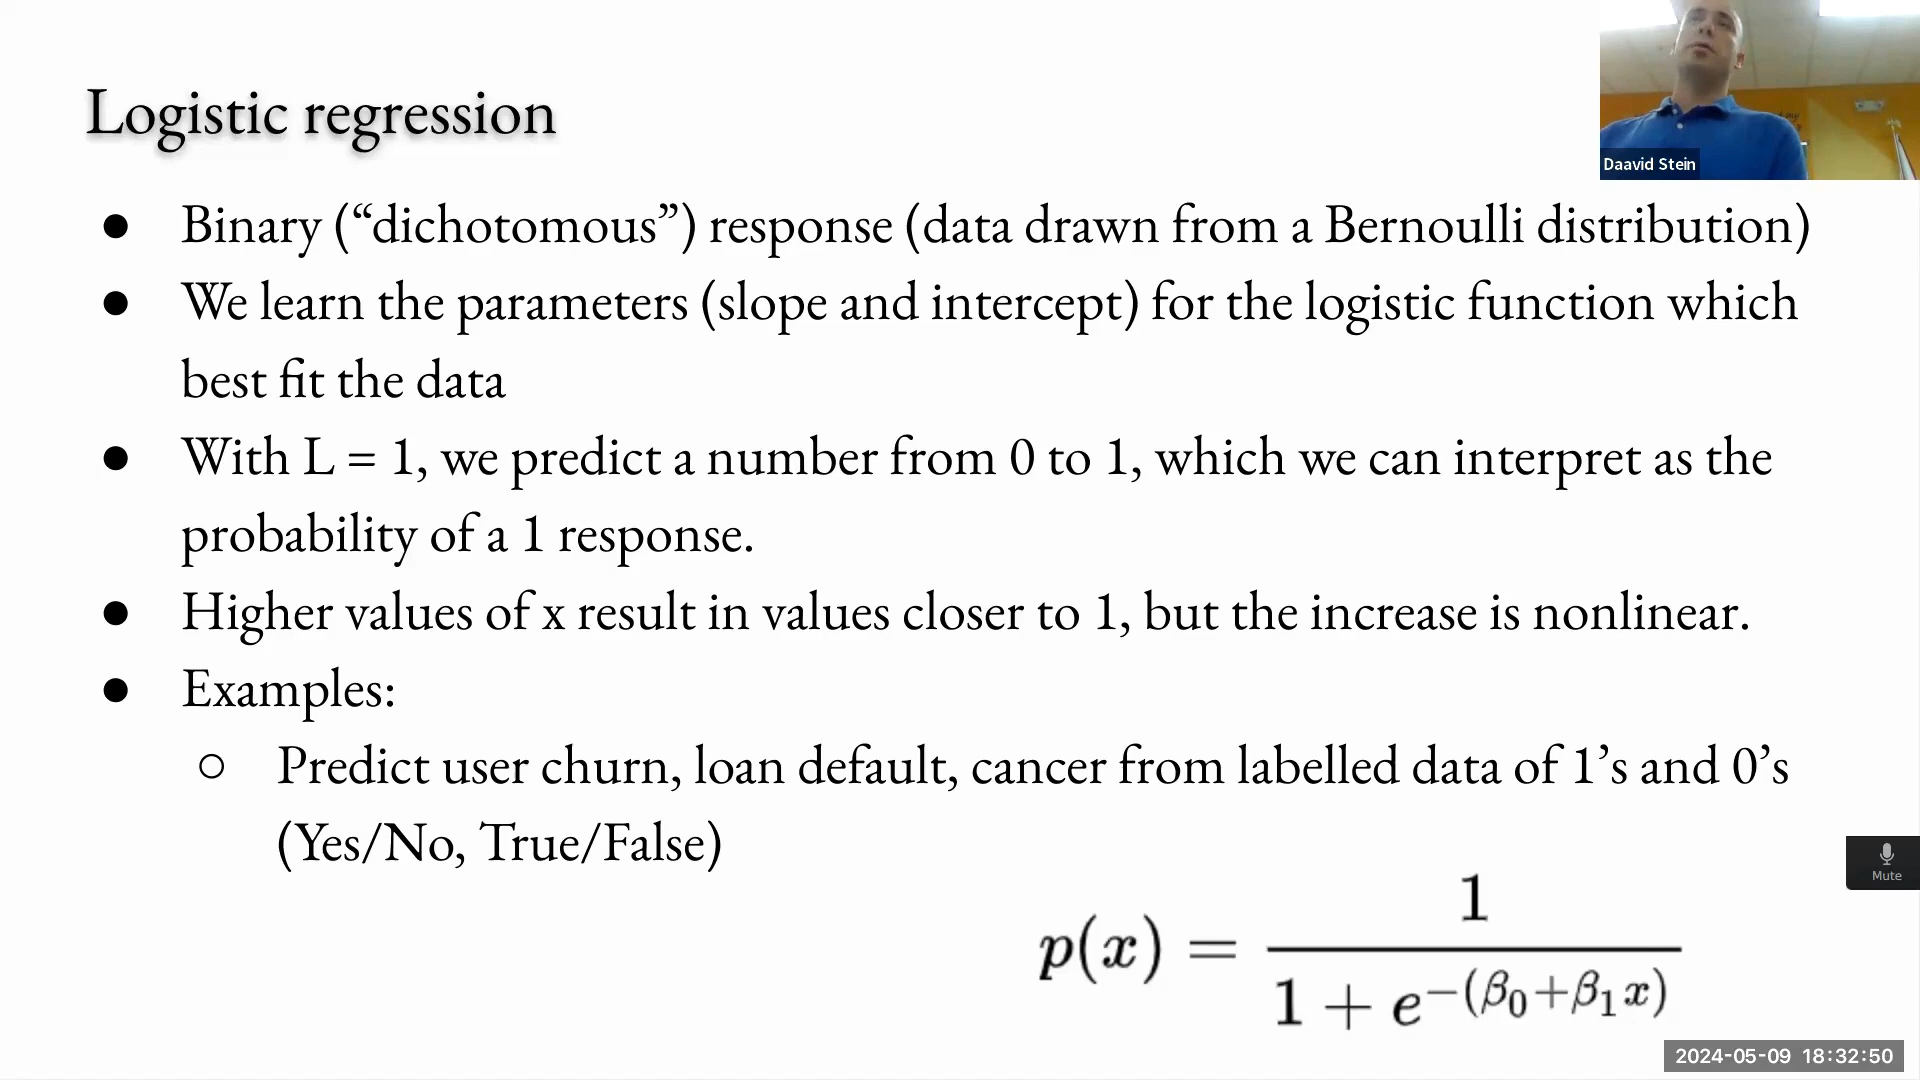 Logistic regression
Daavid Stein
● Binary (“dichotomous”) response (data drawn from a Bernoulli distribution)
● We learn the parameters (slope and intercept) for the logistic function which
best fit the data
● With L = 1, we predict a number from 0 to 1, which we can interpret as the
probability of a 1 response.
● Higher values of x result in values closer to 1, but the increase is nonlinear.
● Examples:
○ Predict user churn, loan default, cancer from labelled data of 1’s and 0’s
(Yes/No, True/False)
Mute
p(x) = 1 / (1 + e^{-(β₀+β₁x)})
2024-05-09 18:32:50